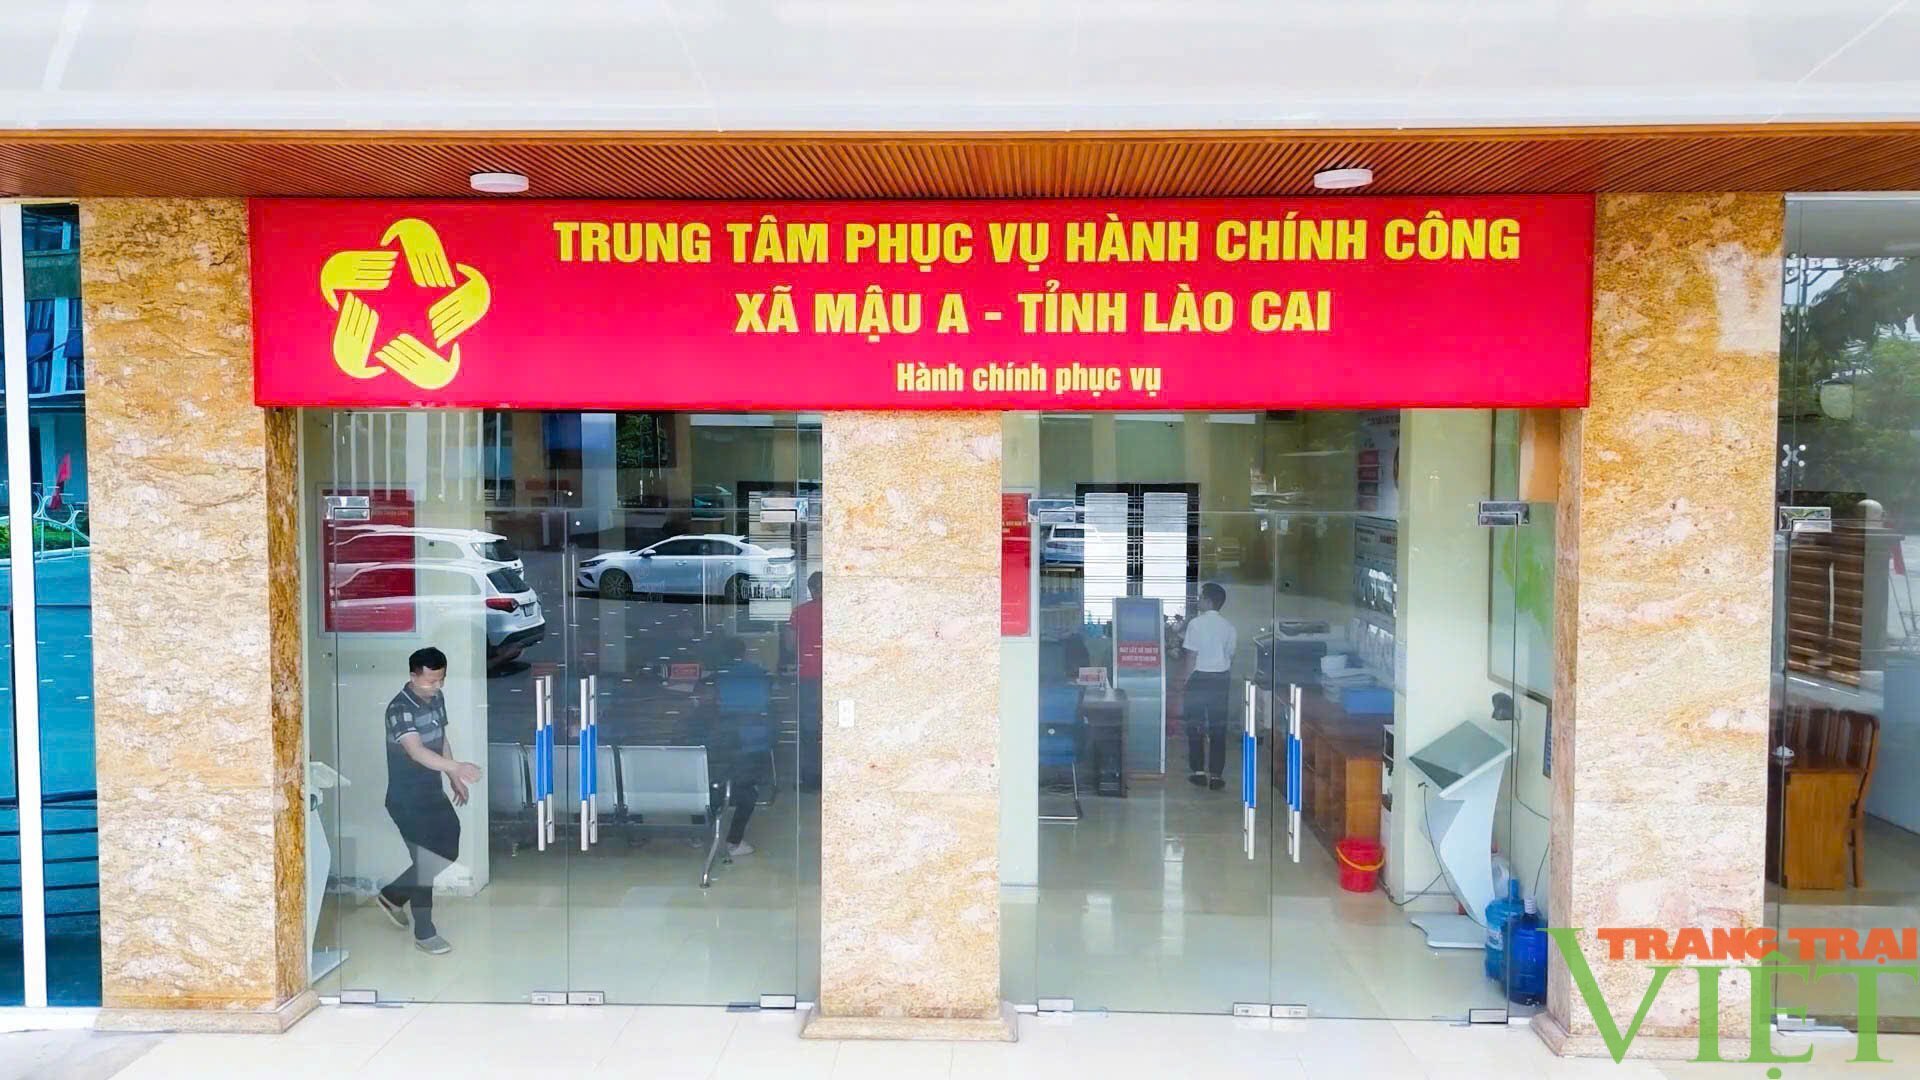 TRUNG TÂM PHỤC VỤ HÀNH CHÍNH CÔNG
XÃ MẬU A - TỈNH LÀO CAI
Hành chính phục vụ
TRANG TRẠI
VIỆT